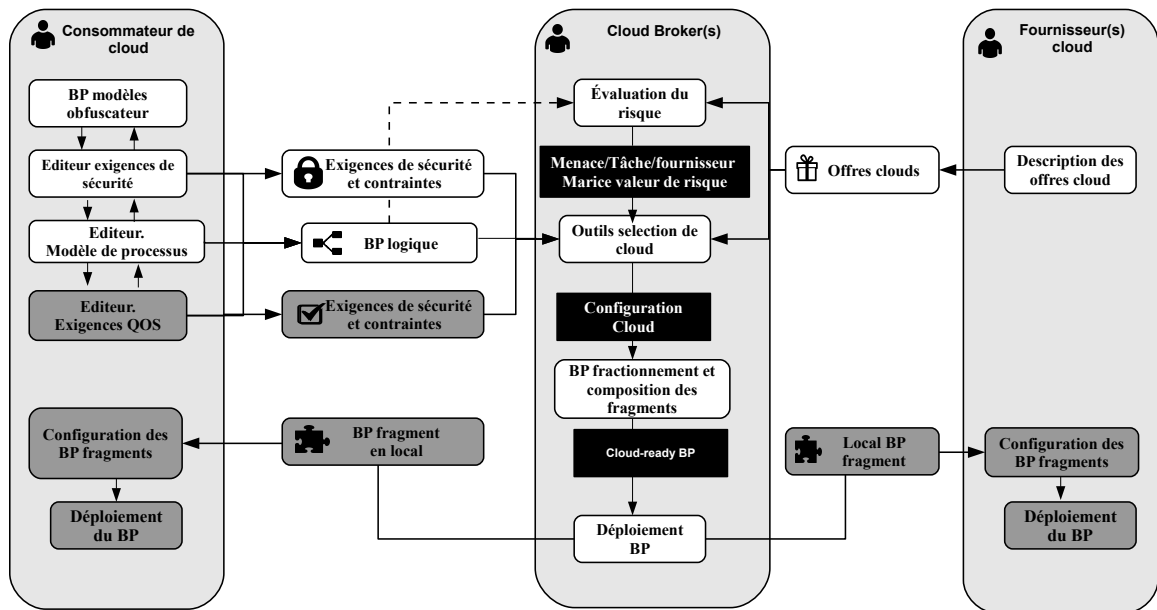 Consommateur de
cloud
BP modèles
obfuscateur
Editeur exigences de
sécurité
Editeur.
Modèle de processus
Editeur.
Exigences QOS
Configuration des
BP fragments
Déploiement
du BP
Exigences de sécurité
et contraintes
BP logique
Exigences de sécurité
et contraintes
BP fragment
en local
Cloud Broker(s)
Évaluation du
risque
Menace/Tâche/fournisseur
Marice valeur de risque
Outils selection de
cloud
Configuration
Cloud
BP fractionnement et
composition des
fragments
Cloud-ready BP
Déploiement
BP
Offres clouds
Local BP
fragment
Fournisseur(s)
cloud
Description des
offres cloud
Configuration des
BP fragments
Déploiement
du BP